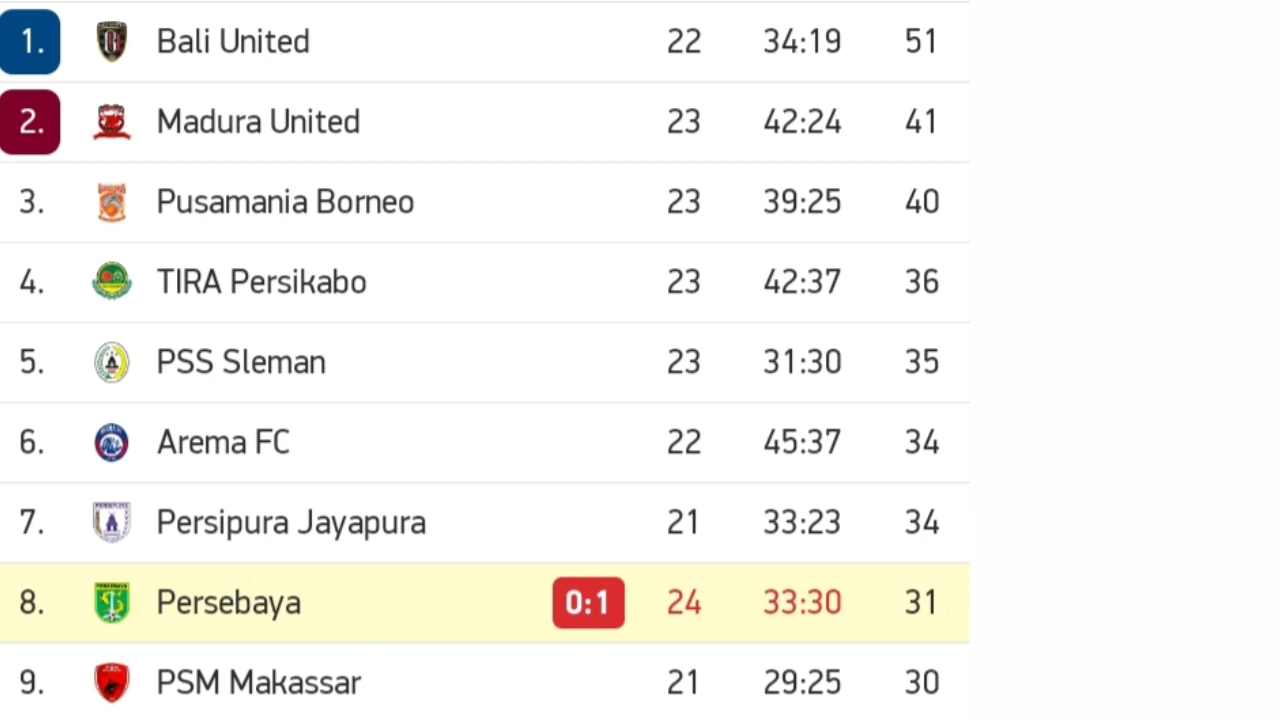 1. Bali United 22 34:19 51
2. Madura United 23 42:24 41
3. Pusamania Borneo 23 39:25 40
4. TIRA Persikabo 23 42:37 36
5. PSS Sleman 23 31:30 35
6. Arema FC 22 45:37 34
7. Persipura Jayapura 21 33:23 34
8. Persebaya 0:1 24 33:30 31
9. PSM Makassar 21 29:25 30